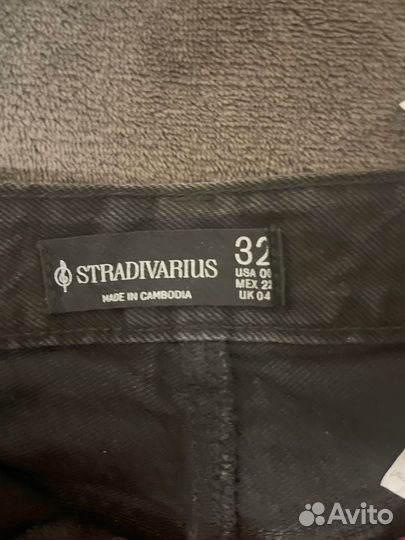 STRADIVARIUS
MADE IN CAMBODIA
32
USA 00
MEX 22
UK 04
Avito